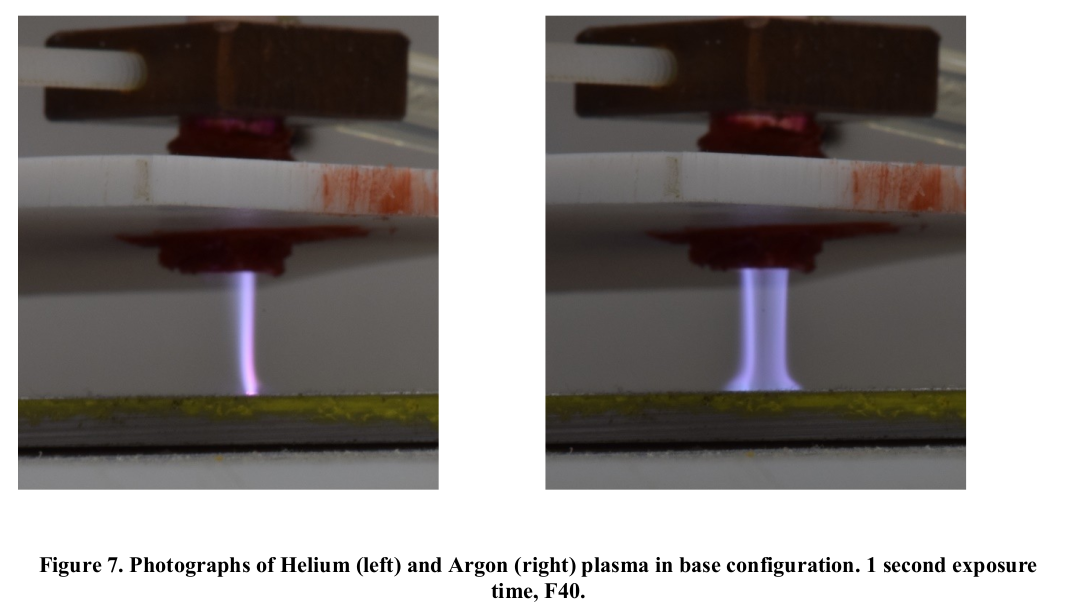 Figure 7. Photographs of Helium (left) and Argon (right) plasma in base configuration. 1 second exposure
time, F40.